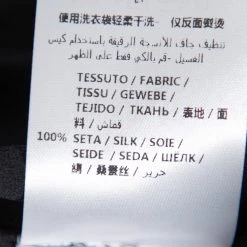 使用洗衣袋轻柔干洗，仅反面熨烫
تنظيف جاف للأنسجة الرقيقة باستخدام كيس
الغسيل -قم بالكي فقط على الظهر
TESSUTO / FABRIC /
TISSU / GEWEBE /
TEJIDO / ТКАНЬ / 表地 / 面
料 / قماش /
100% SETA / SILK / SOIE /
SEIDE / SEDA / ШЕЛК /
絹 / 桑蠶丝 / حرير /